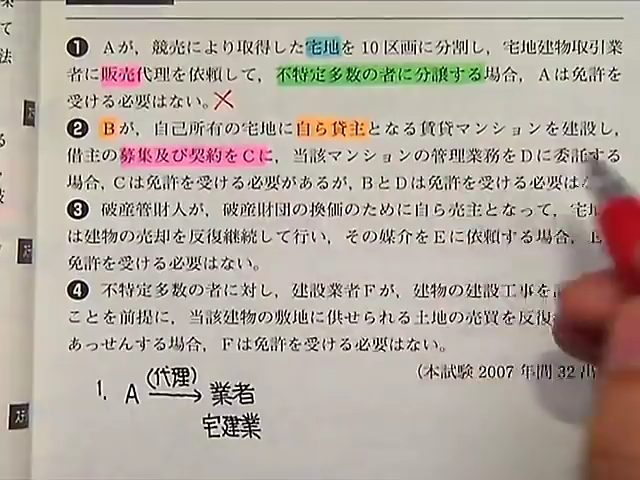 ❶ Aが，競売により取得した宅地を10区画に分割し，宅地建物取引業
者に販売代理を依頼して，不特定多数の者に分譲する場合，Aは免許を
受ける必要はない。×
❷ Bが，自己所有の宅地に自ら貸主となる賃貸マンションを建設し，
借主の募集及び契約をCに，当該マンションの管理業務をDに委託する
場合，Cは免許を受ける必要があるが，BとDは免許を受ける必要は
❸ 破産管財人が，破産財団の換価のために自ら売主となって，宅
は建物の売却を反復継続して行い，その媒介をEに依頼する場合，
免許を受ける必要はない。
❹ 不特定多数の者に対し，建設業者Fが，建物の建設工事を
ことを前提に，当該建物の敷地に供せられる土地の売買を反復
あっせんする場合，Fは免許を受ける必要はない。
（本試験 2007 年問 32 出
1. A (代理)→ 業者
宅建業